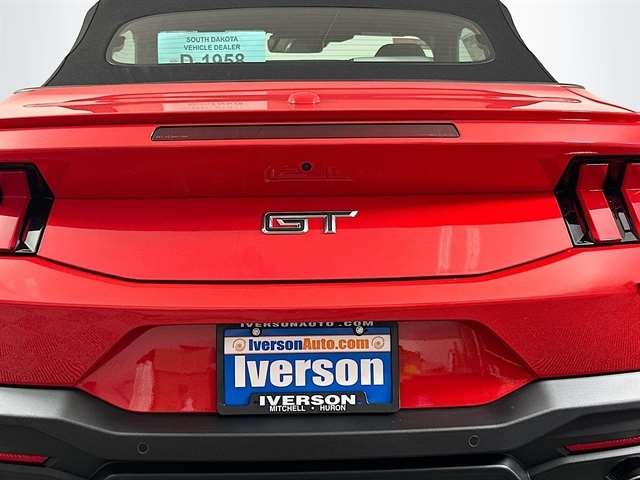 SOUTH DAKOTA
VEHICLE DEALER
D-1958
GT
IVERSONAUTO.COM
IversonAuto.com
Iverson
IVERSON
MITCHELL · HURON